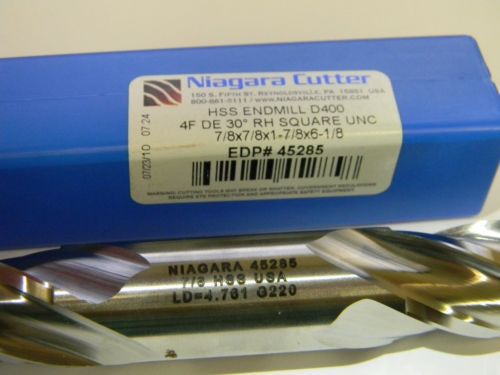 Niagara Cutter
150 S. FIFTH ST. REYNOLDSVILLE, PA 15851 USA
800-861-5111 / WWW.NIAGARACUTTER.COM
HSS ENDMILL D400
4F DE 30° RH SQUARE UNC
7/8x7/8x1-7/8x6-1/8
EDP# 45285
07/23/10 07:24
WARNING: CUTTING TOOLS MAY BREAK OR SHATTER. GOVERNMENT REGULATIONS
REQUIRE EYE PROTECTION AND APPROPRIATE SAFETY EQUIPMENT
NIAGARA 45285
7/8 HSS USA
LD=4.761 G220